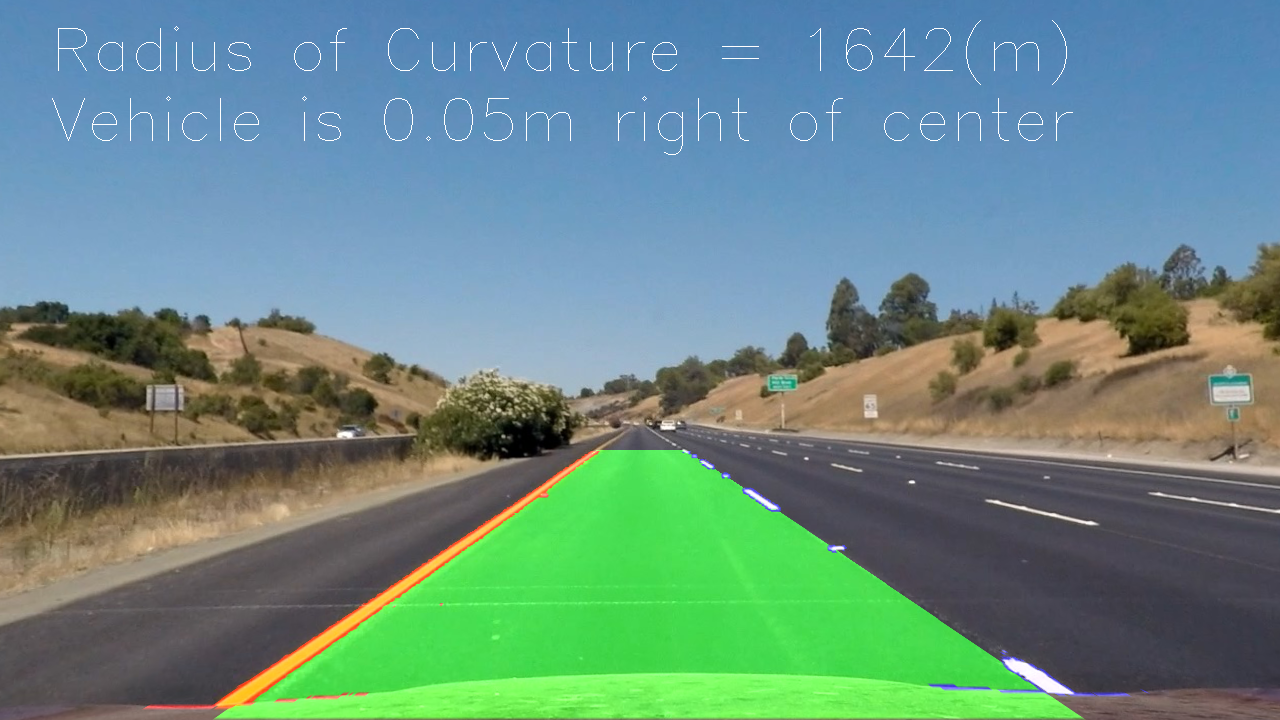 Radius of Curvature = 1642(m)
Vehicle is 0.05m right of center